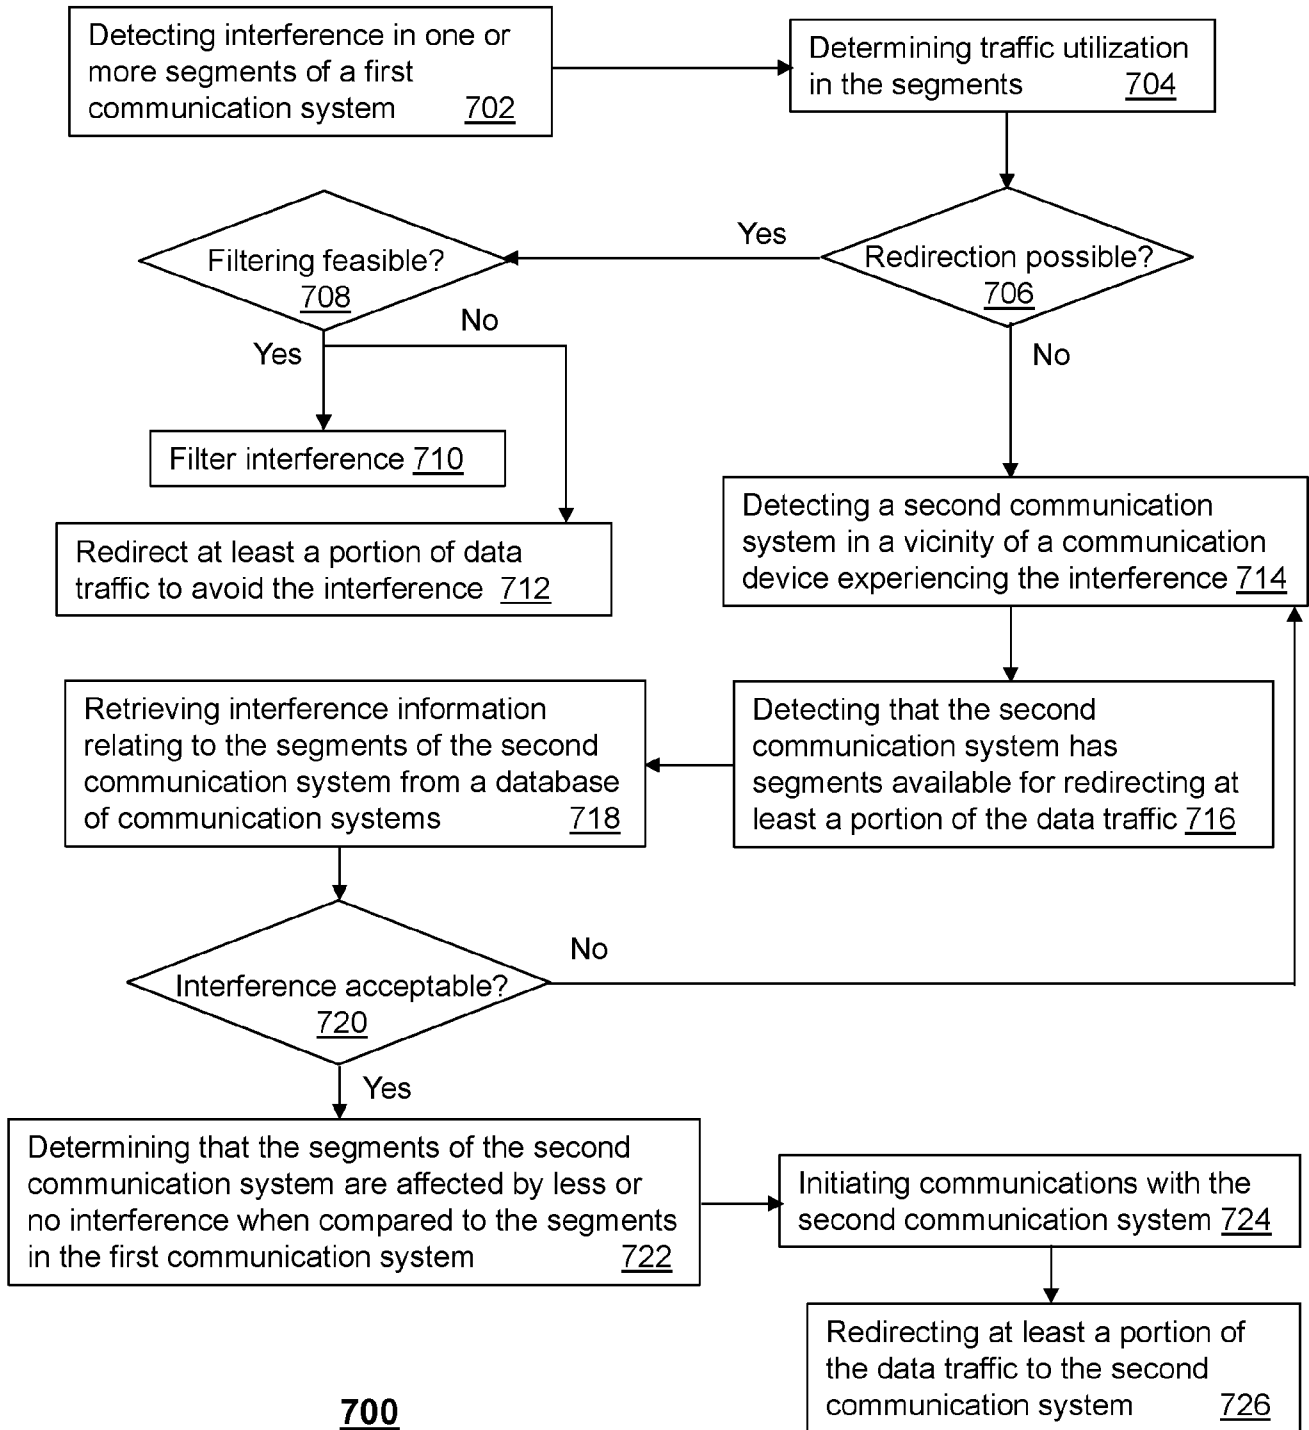 Detecting interference in one or
more segments of a first
communication system 702
Determining traffic utilization
in the segments 704
Yes
Filtering feasible?
708
Redirection possible?
706
No
Yes
No
Filter interference 710
Redirect at least a portion of data
traffic to avoid the interference 712
Detecting a second communication
system in a vicinity of a communication
device experiencing the interference 714
Retrieving interference information
relating to the segments of the second
communication system from a database
of communication systems 718
Detecting that the second
communication system has
segments available for redirecting at
least a portion of the data traffic 716
No
Interference acceptable?
720
Yes
Determining that the segments of the second
communication system are affected by less or
no interference when compared to the segments
in the first communication system 722
Initiating communications with the
second communication system 724
Redirecting at least a portion of
the data traffic to the second
communication system 726
700